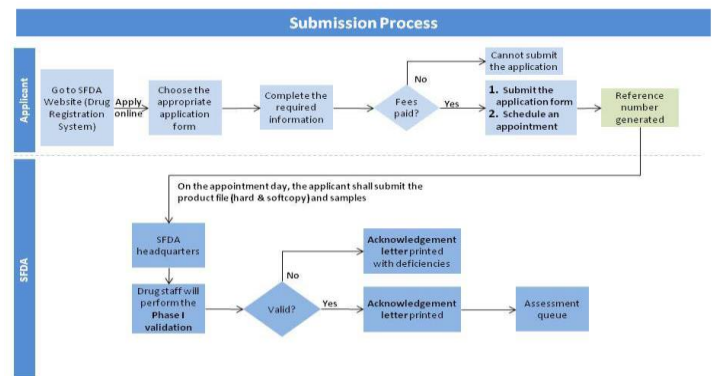 Submission Process
Applicant
Go to SFDA
Website (Drug
Registration
System)
Apply
online
Choose the
appropriate
application
form
Complete the
required
information
Fees
paid?
No
Cannot submit
the application
Yes
1. Submit the
application form
2. Schedule an
appointment
Reference
number
generated
SFDA
On the appointment day, the applicant shall submit the
product file (hard & softcopy) and samples
SFDA
headquarters
Drug staff will
perform the
Phase I
validation
Valid?
No
Acknowledgement
letter printed
with deficiencies
Yes
Acknowledgement
letter printed
Assessment
queue